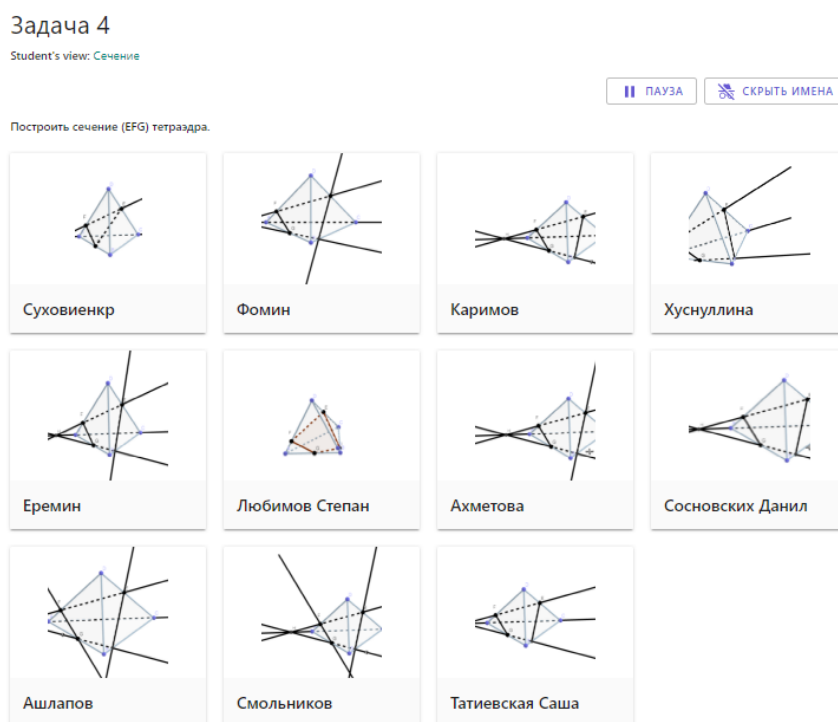 Задача 4
Student's view: Сечение
ПАУЗА
СКРЫТЬ ИМЕНА
Построить сечение (EFG) тетраэдра.
Суховиенкр
Фомин
Каримов
Хуснуллина
Еремин
Любимов Степан
Ахметова
Сосновских Данил
Ашлапов
Смольников
Татиевская Саша